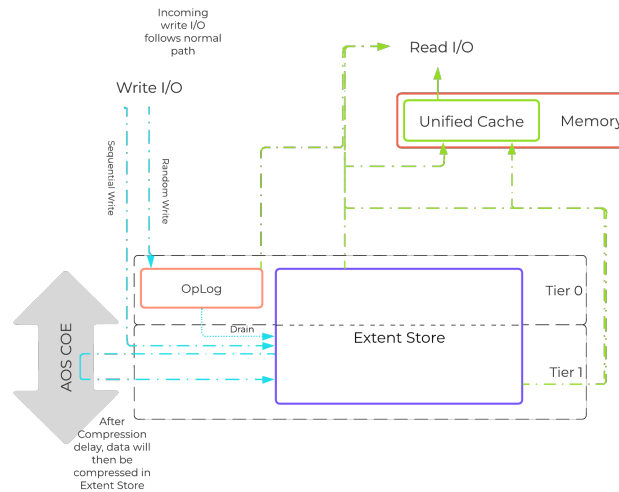 Incoming
write I/O
follows normal
path
Read I/O
Write I/O
Unified Cache
Memory
Sequential Write
Random Write
OpLog
Tier 0
Drain
Extent Store
AOS COE
Tier 1
After
Compression
delay, data will
then be
compressed in
Extent Store